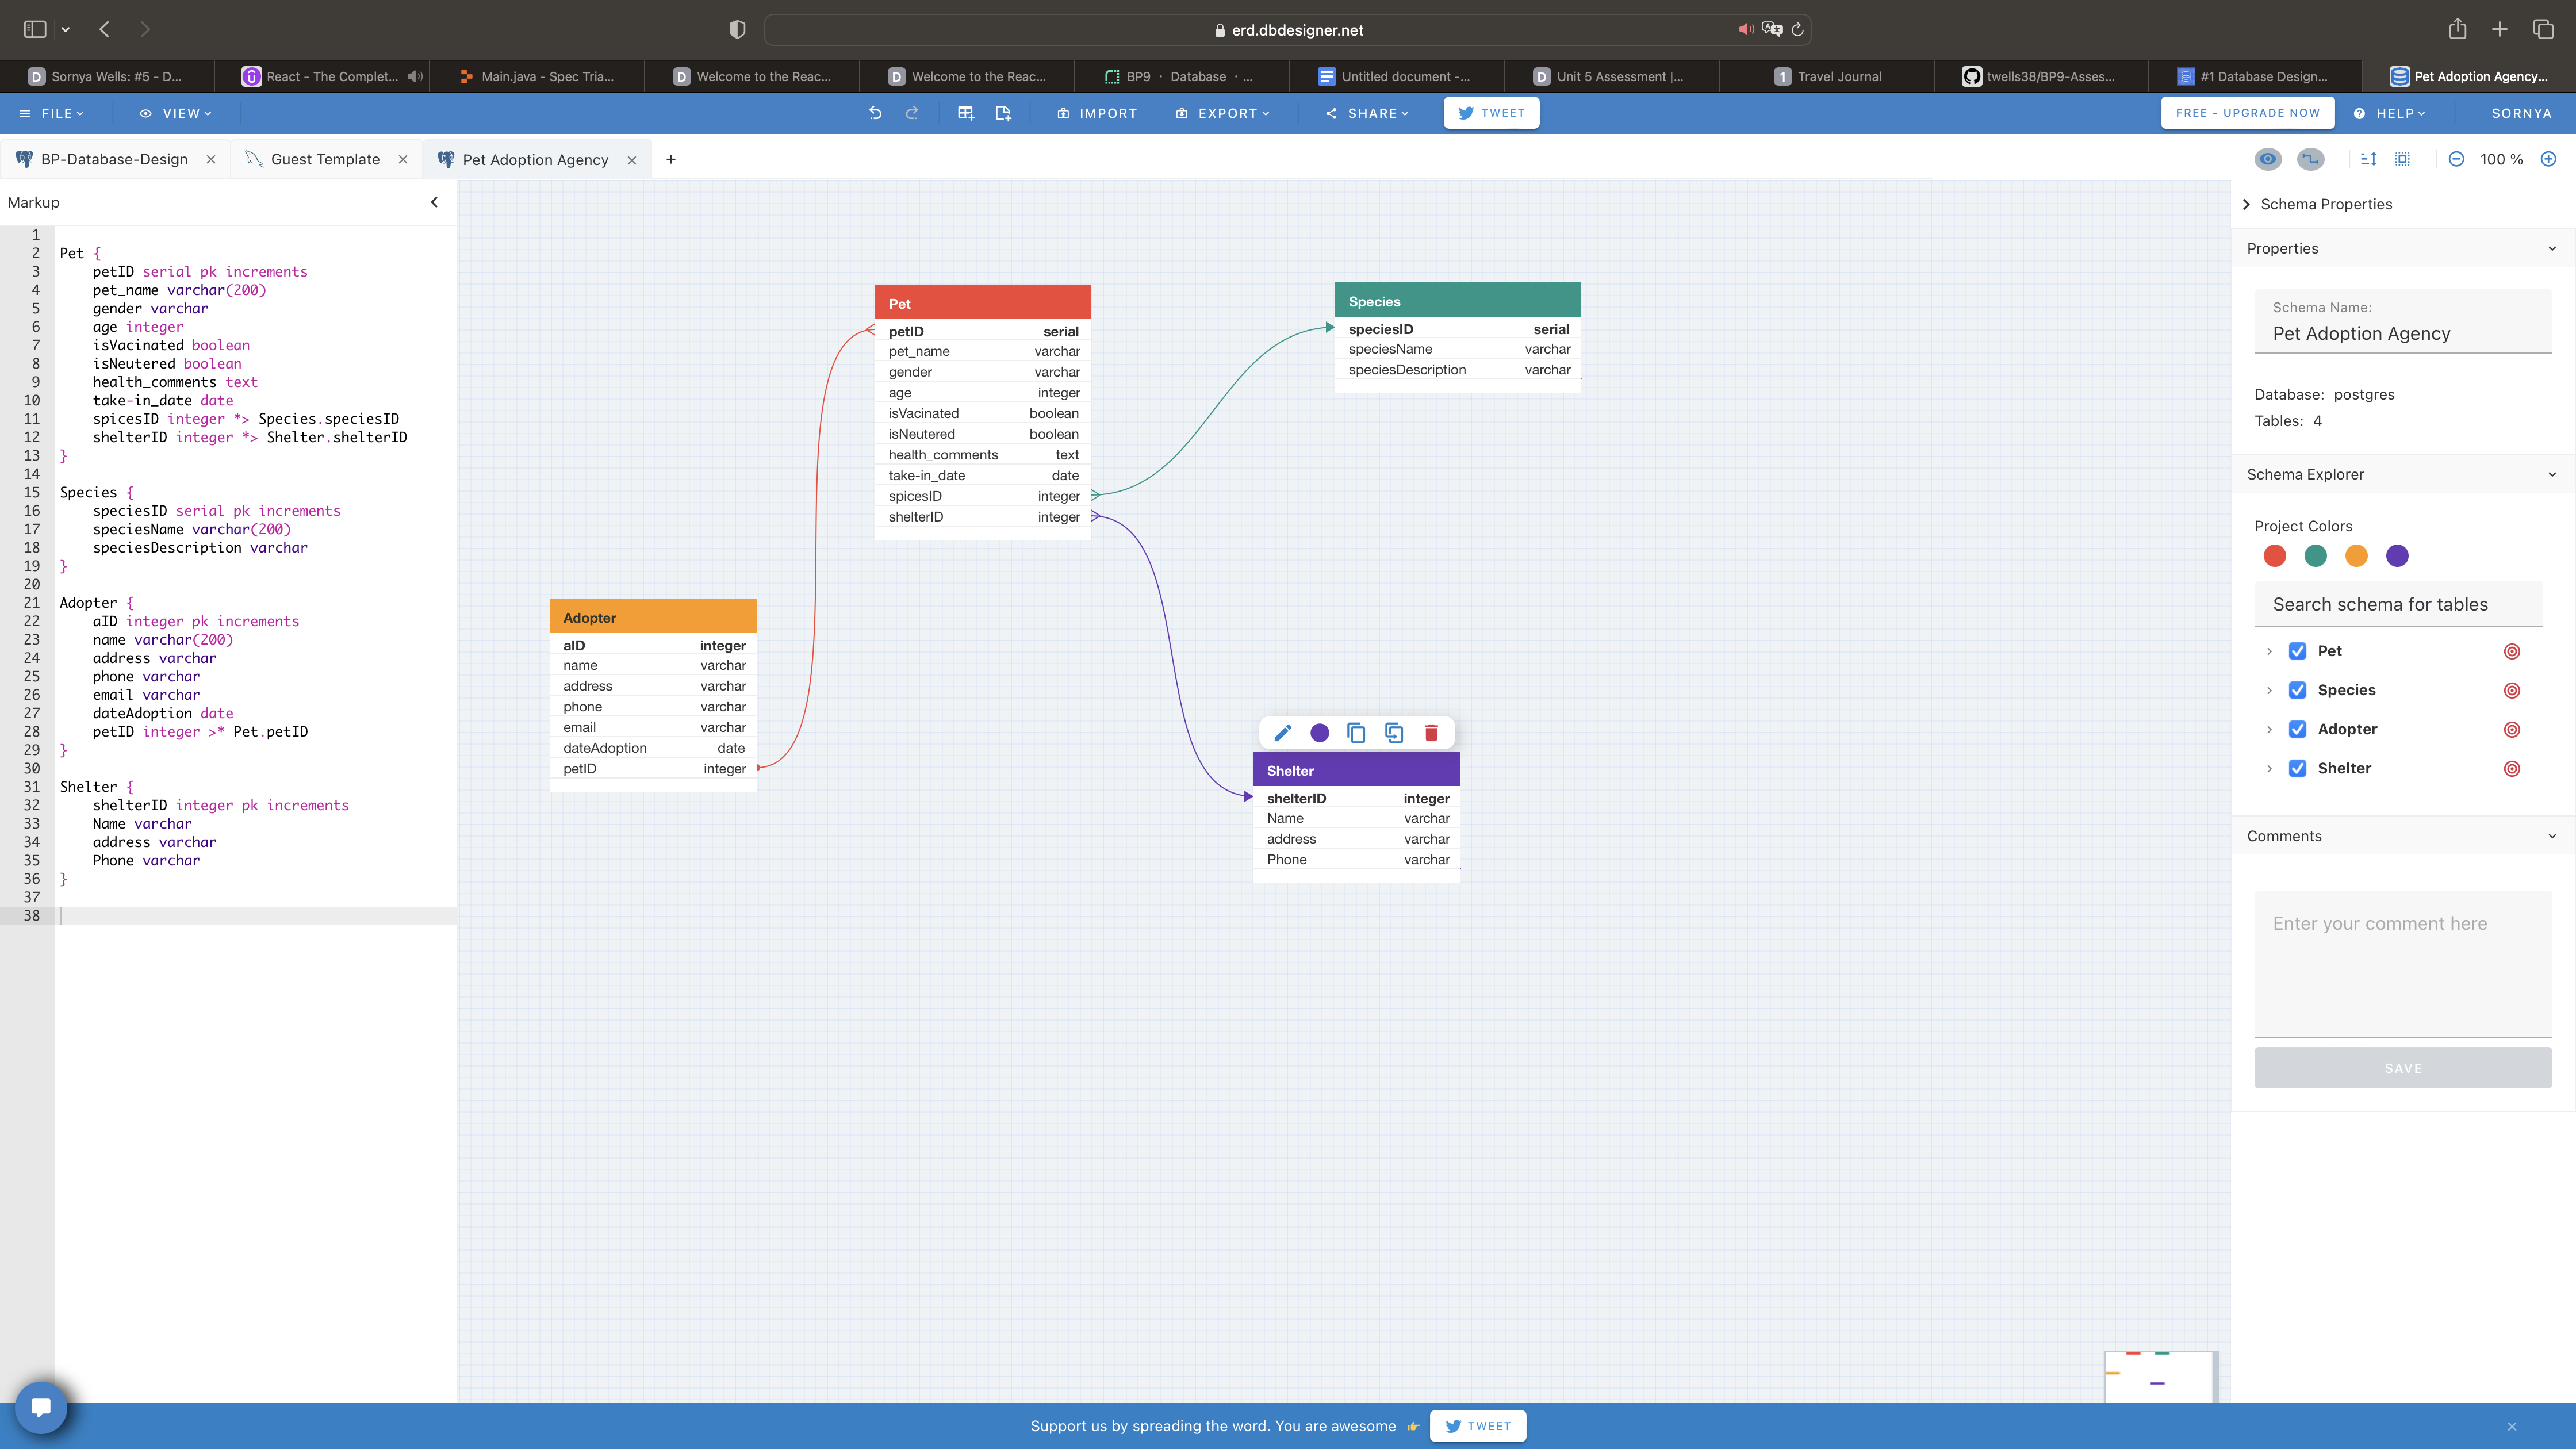 erd.dbdesigner.net
Sornya Wells: #5 - D...
React - The Complet...
Main.java - Spec Tria...
Welcome to the Reac...
Welcome to the Reac...
BP9 · Database · ...
Untitled document -...
Unit 5 Assessment |...
Travel Journal
twells38/BP9-Asses...
#1 Database Design...
Pet Adoption Agency...
FILE
VIEW
IMPORT
EXPORT
SHARE
TWEET
FREE - UPGRADE NOW
HELP
SORNYA
BP-Database-Design
Guest Template
Pet Adoption Agency
100 %
Markup
1
2 Pet {
3 petID serial pk increments
4 pet_name varchar(200)
5 gender varchar
6 age integer
7 isVacinated boolean
8 isNeutered boolean
9 health_comments text
10 take-in_date date
11 spicesID integer *> Species.speciesID
12 shelterID integer *> Shelter.shelterID
13 }
14
15 Species {
16 speciesID serial pk increments
17 speciesName varchar(200)
18 speciesDescription varchar
19 }
20
21 Adopter {
22 aID integer pk increments
23 name varchar(200)
24 address varchar
25 phone varchar
26 email varchar
27 dateAdoption date
28 petID integer >* Pet.petID
29 }
30
31 Shelter {
32 shelterID integer pk increments
33 Name varchar
34 address varchar
35 Phone varchar
36 }
37
38
Pet
petID serial
pet_name varchar
gender varchar
age integer
isVacinated boolean
isNeutered boolean
health_comments text
take-in_date date
spicesID integer
shelterID integer
Species
speciesID serial
speciesName varchar
speciesDescription varchar
Adopter
aID integer
name varchar
address varchar
phone varchar
email varchar
dateAdoption date
petID integer
Shelter
shelterID integer
Name varchar
address varchar
Phone varchar
Schema Properties
Properties
Schema Name:
Pet Adoption Agency
Database: postgres
Tables: 4
Schema Explorer
Project Colors
Search schema for tables
Pet
Species
Adopter
Shelter
Comments
Enter your comment here
SAVE
Support us by spreading the word. You are awesome
TWEET